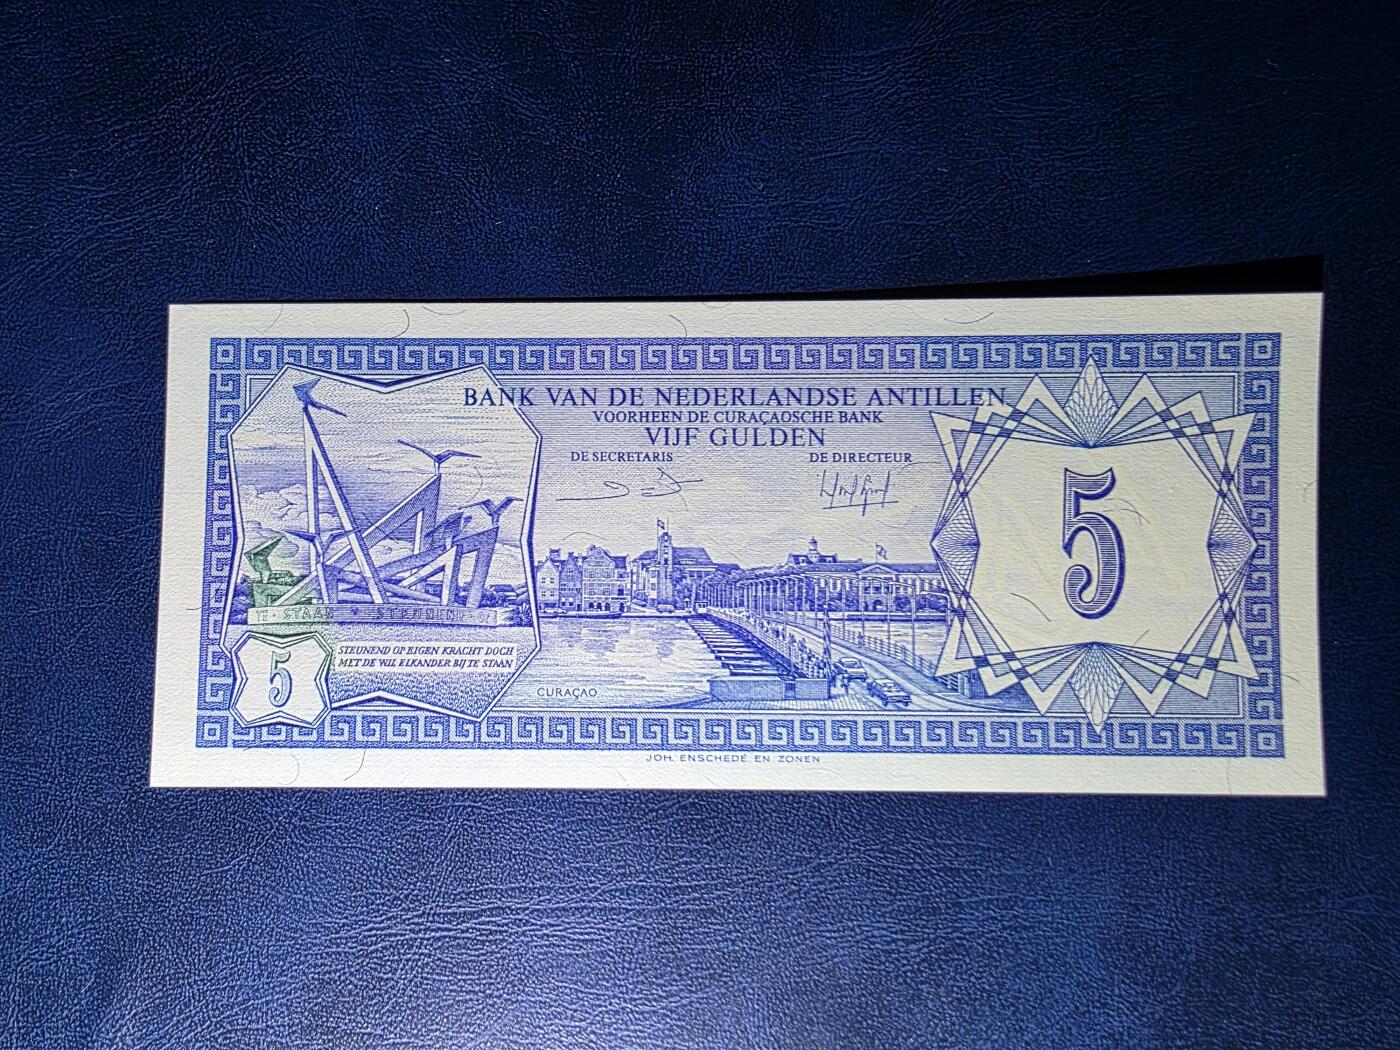 BANK VAN DE NEDERLANDSE ANTILLEN
VOORHEEN DE CURAÇAOSCHE BANK
VIJF GULDEN
DE SECRETARIS
DE DIRECTEUR
5
STAAN STEUNEND
STEUNEND OP EIGEN KRACHT DOCH
MET DE WIL ELKANDER BIJ TE STAAN
5
CURAÇAO
JOH. ENSCHEDÉ EN ZONEN